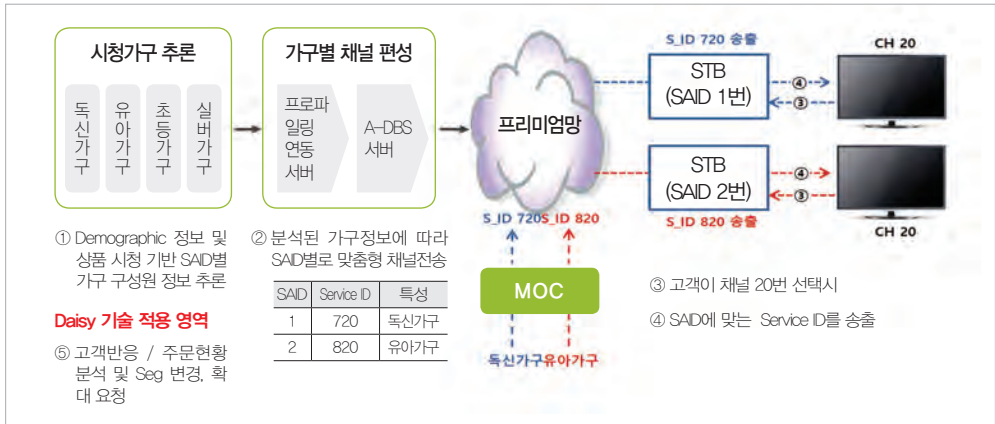 시청가구 추론
독신가구
유아가구
초등가구
실버가구
① Demographic 정보 및
상품 시청 기반 SAID별
가구 구성원 정보 추론
Daisy 기술 적용 영역
⑤ 고객반응 / 주문현황
분석 및 Seg 변경, 확
대 요청
가구별 채널 편성
프로파
일링
연동
서버
A-DBS
서버
② 분석된 가구정보에 따라
SAID별로 맞춤형 채널전송
SAID Service ID 특성
1 720 독신가구
2 820 유아가구
프리미엄망
S_ID 720 S_ID 820
MOC
독신가구 유아가구
S_ID 720 송출
STB
(SAID 1번)
④
③
CH 20
STB
(SAID 2번)
S_ID 820 송출
④
③
CH 20
③ 고객이 채널 20번 선택시
④ SAID에 맞는 Service ID를 송출